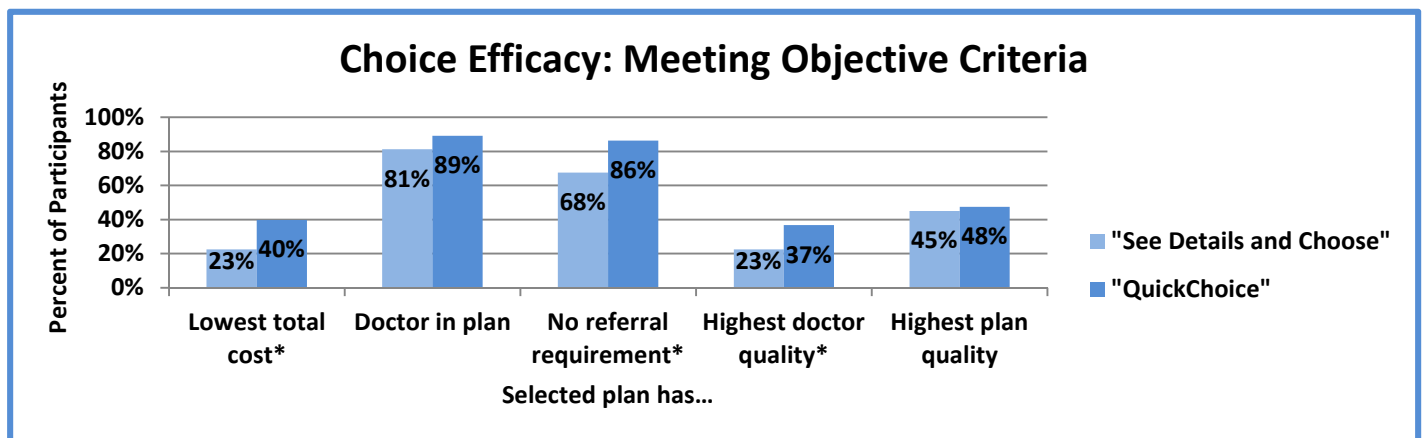 Choice Efficacy: Meeting Objective Criteria
Percent of Participants
100%
80%
60%
40%
20%
0%
23%
40%
81%
89%
68%
86%
23%
37%
45%
48%
Lowest total
cost*
Doctor in plan
No referral
requirement*
Highest doctor
quality*
Highest plan
quality
Selected plan has…
"See Details and Choose"
"QuickChoice"